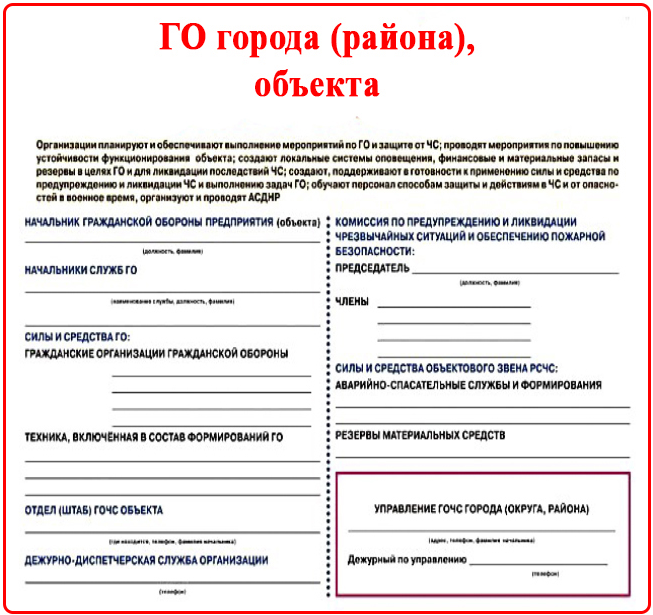 ГО города (района),
объекта
Организации планируют и обеспечивают выполнение мероприятий по ГО и защите от ЧС; проводят мероприятия по повышению
устойчивости функционирования объекта; создают локальные системы оповещения, финансовые и материальные запасы и
резервы в целях ГО и для ликвидации последствий ЧС; создают, поддерживают в готовности к применению силы и средства по
предупреждению и ликвидации ЧС и выполнению задач ГО; обучают персонал способам защиты и действиям в ЧС и от опасно-
стей в военное время, организуют и проводят АСДНР
НАЧАЛЬНИК ГРАЖДАНСКОЙ ОБОРОНЫ ПРЕДПРИЯТИЯ (объекта)
(должность, фамилия)
НАЧАЛЬНИКИ СЛУЖБ ГО
(наименование службы, должность, фамилия)
СИЛЫ И СРЕДСТВА ГО:
ГРАЖДАНСКИЕ ОРГАНИЗАЦИИ ГРАЖДАНСКОЙ ОБОРОНЫ
ТЕХНИКА, ВКЛЮЧЁННАЯ В СОСТАВ ФОРМИРОВАНИЙ ГО
ОТДЕЛ (ШТАБ) ГОЧС ОБЪЕКТА
(где находится, телефон, фамилия начальника)
ДЕЖУРНО-ДИСПЕТЧЕРСКАЯ СЛУЖБА ОРГАНИЗАЦИИ
(телефон)
КОМИССИЯ ПО ПРЕДУПРЕЖДЕНИЮ И ЛИКВИДАЦИИ
ЧРЕЗВЫЧАЙНЫХ СИТУАЦИЙ И ОБЕСПЕЧЕНИЮ ПОЖАРНОЙ
БЕЗОПАСНОСТИ:
ПРЕДСЕДАТЕЛЬ
(должность, фамилия)
ЧЛЕНЫ
СИЛЫ И СРЕДСТВА ОБЪЕКТОВОГО ЗВЕНА РСЧС:
АВАРИЙНО-СПАСАТЕЛЬНЫЕ СЛУЖБЫ И ФОРМИРОВАНИЯ
РЕЗЕРВЫ МАТЕРИАЛЬНЫХ СРЕДСТВ
УПРАВЛЕНИЕ ГОЧС ГОРОДА (ОКРУГА, РАЙОНА)
(адрес, телефон, фамилия начальника)
Дежурный по управлению
(телефон)